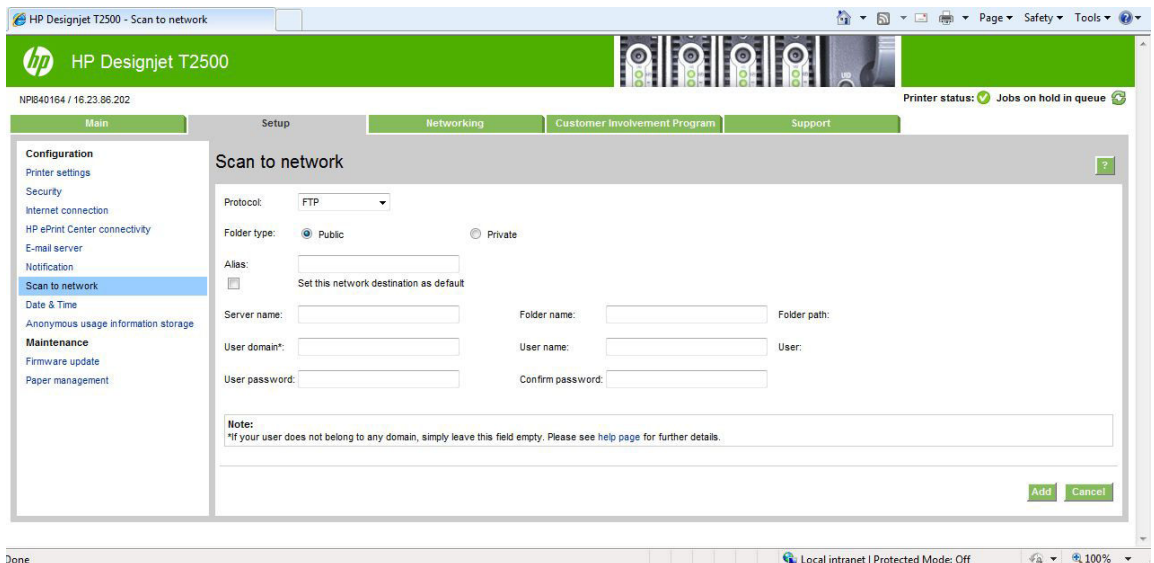 HP Designjet T2500 - Scan to network
Page Safety Tools
hp HP Designjet T2500
UID
NPI840164 / 16.23.86.202
Printer status: Jobs on hold in queue
Main Setup Networking Customer Involvement Program Support
Configuration
Printer settings
Security
Internet connection
HP ePrint Center connectivity
E-mail server
Notification
Scan to network
Date & Time
Anonymous usage information storage
Maintenance
Firmware update
Paper management
Scan to network
?
Protocol: FTP
Folder type: Public Private
Alias:
Set this network destination as default
Server name: Folder name: Folder path:
User domain*: User name: User:
User password: Confirm password:
Note:
*If your user does not belong to any domain, simply leave this field empty. Please see help page for further details.
Add Cancel
Done Local intranet | Protected Mode: Off 100%